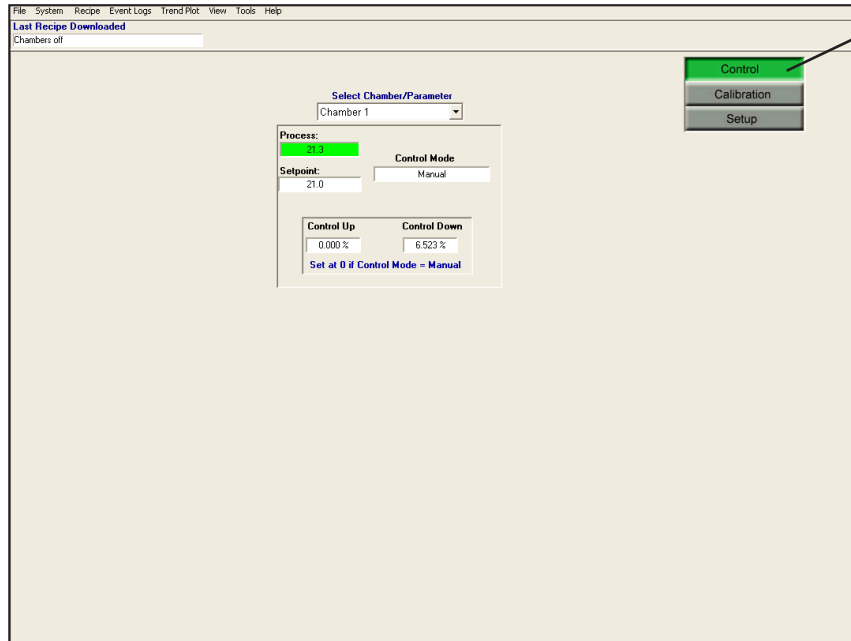 File System Recipe Event Logs Trend Plot View Tools Help
Last Recipe Downloaded
Chambers off
Control
Calibration
Setup
Select Chamber/Parameter
Chamber 1
Process:
21.3
Control Mode
Manual
Setpoint:
21.0
Control Up Control Down
0.000 % 6.523 %
Set at 0 if Control Mode = Manual